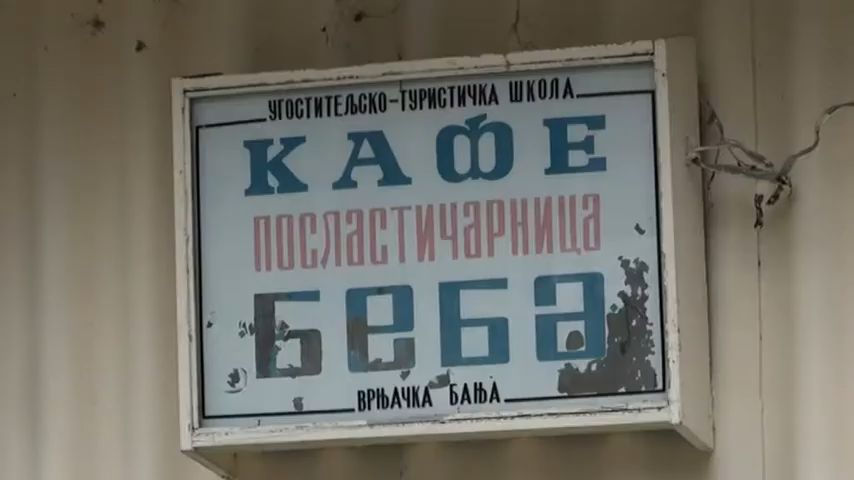 УГОСТИТЕЉСКО-ТУРИСТИЧКА ШКОЛА
КАФЕ
ПОСЛАСТИЧАРНИЦА
БеБа
ВРЊАЧКА БАЊА